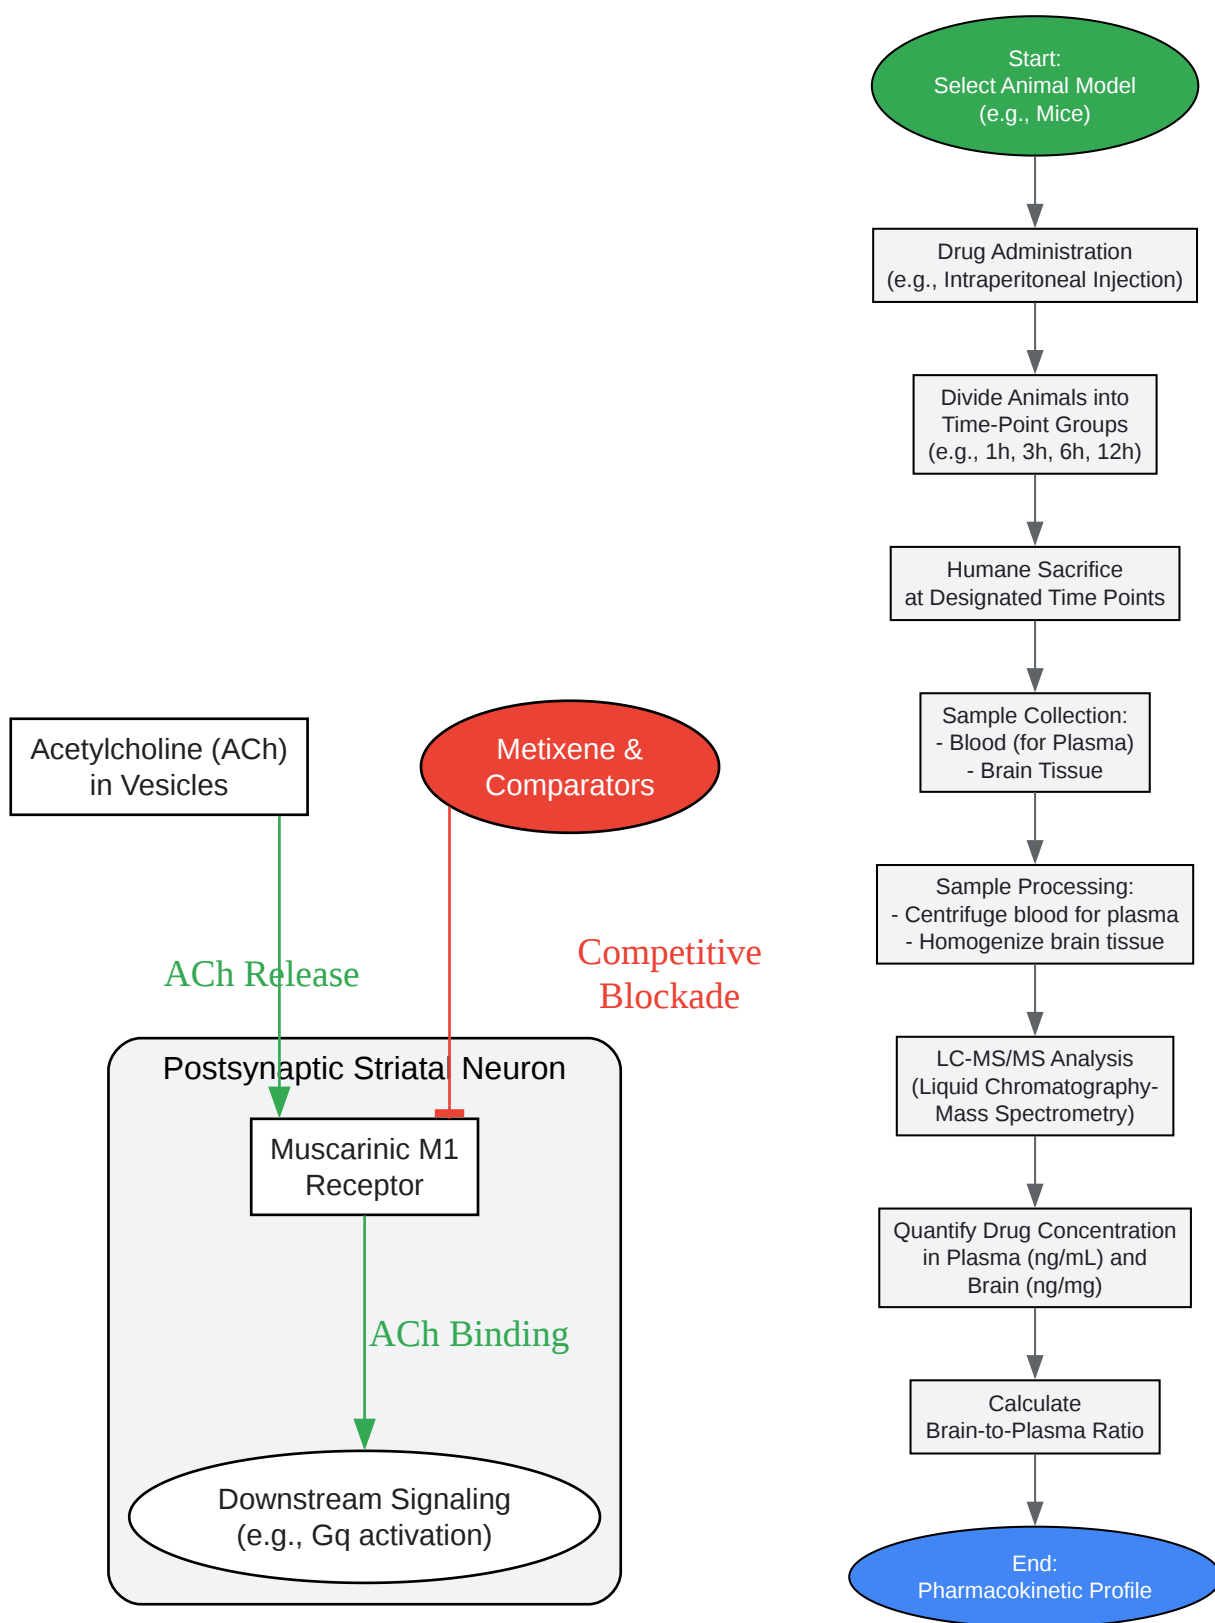 Acetylcholine (ACh)
in Vesicles
Metixene &
Comparators
ACh Release
Competitive
Blockade
Postsynaptic Striatal Neuron
Muscarinic M1
Receptor
ACh Binding
Downstream Signaling
(e.g., Gq activation)
Start:
Select Animal Model
(e.g., Mice)
Drug Administration
(e.g., Intraperitoneal Injection)
Divide Animals into
Time-Point Groups
(e.g., 1h, 3h, 6h, 12h)
Humane Sacrifice
at Designated Time Points
Sample Collection:
- Blood (for Plasma)
- Brain Tissue
Sample Processing:
- Centrifuge blood for plasma
- Homogenize brain tissue
LC-MS/MS Analysis
(Liquid Chromatography-
Mass Spectrometry)
Quantify Drug Concentration
in Plasma (ng/mL) and
Brain (ng/mg)
Calculate
Brain-to-Plasma Ratio
End:
Pharmacokinetic Profile